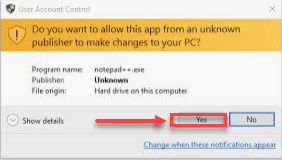 User Account Control
Do you want to allow this app from an unknown
publisher to make changes to your PC?
Program name: notepad++.exe
Publisher: Unknown
File origin: Hard drive on this computer
Show details
Yes
No
Change when these notifications appear